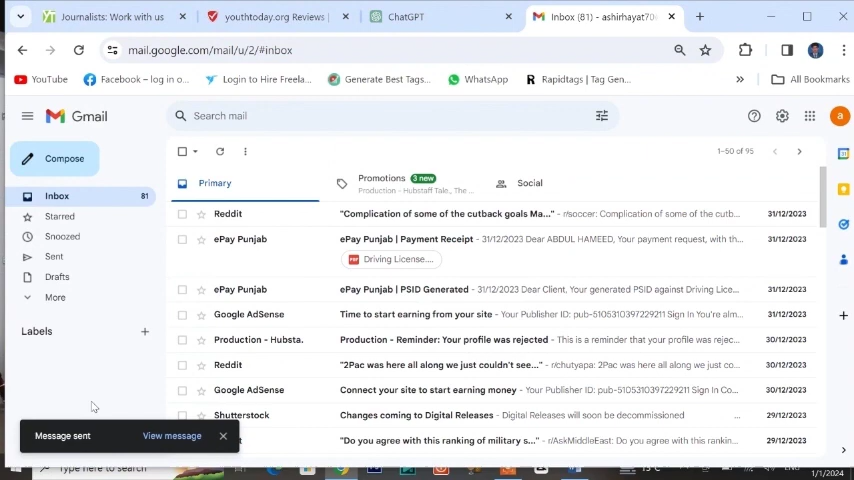 Journalists: Work with us
youthtoday.org Reviews |
ChatGPT
Inbox (81) - ashirhayat70
mail.google.com/mail/u/2/#inbox
YouTube
Facebook – log in o...
Login to Hire Freela...
Generate Best Tags...
WhatsApp
Rapidtags | Tag Gen...
All Bookmarks
Gmail
Search mail
a
Compose
1–50 of 95
Inbox 81
Starred
Snoozed
Sent
Drafts
More
Labels
Primary
Promotions 3 new
Production - Hubstaff Tale., The ...
Social
Reddit "Complication of some of the cutback goals Ma..." - r/soccer: Complication of some of the cutb... 31/12/2023
ePay Punjab ePay Punjab | Payment Receipt - 31/12/2023 Dear ABDUL HAMEED, Your payment request, with th... 31/12/2023
PDF Driving License....
ePay Punjab ePay Punjab | PSID Generated - 31/12/2023 Dear Client, Your generated PSID against Driving Lice... 31/12/2023
Google AdSense Time to start earning from your site - Your Publisher ID: pub-5105310397229211 Sign In You're alm... 31/12/2023
Production - Hubsta. Production - Reminder: Your profile was rejected - This is a reminder that your profile was rejec... 30/12/2023
Reddit "2Pac was here all along we just couldn't see..." - r/chutyapa: 2Pac was here all along we just co... 30/12/2023
Google AdSense Connect your site to start earning money - Your Publisher ID: pub-5105310397229211 Sign In to Co... 30/12/2023
Shutterstock Changes coming to Digital Releases - Digital Releases will soon be decommissioned ... 29/12/2023
"Do you agree with this ranking of military s..." - r/AskMiddleEast: Do you agree with this rankin... 29/12/2023
Message sent View message
Type here to search
1/1/2024